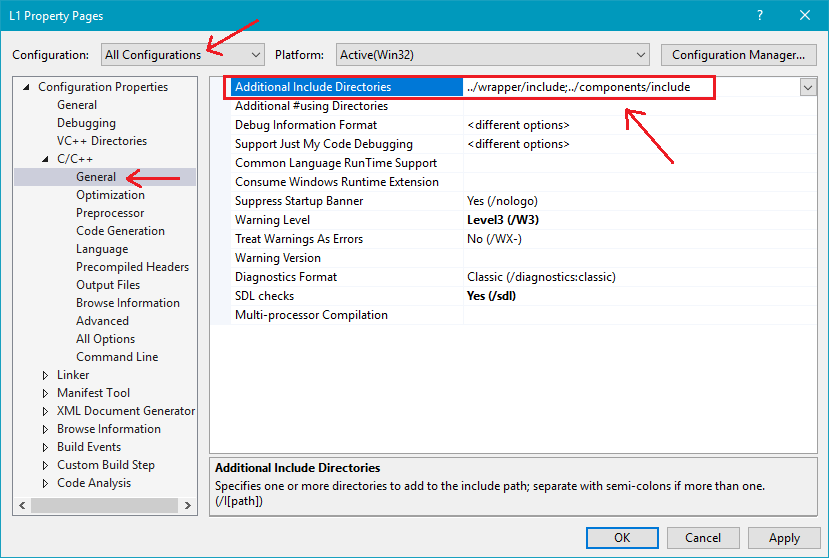 L1 Property Pages
Configuration: All Configurations Platform: Active(Win32) Configuration Manager...
Configuration Properties
General
Debugging
VC++ Directories
C/C++
General
Optimization
Preprocessor
Code Generation
Language
Precompiled Headers
Output Files
Browse Information
Advanced
All Options
Command Line
Linker
Manifest Tool
XML Document Generator
Browse Information
Build Events
Custom Build Step
Code Analysis
Additional Include Directories ../wrapper/include;../components/include
Additional #using Directories
Debug Information Format <different options>
Support Just My Code Debugging <different options>
Common Language RunTime Support
Consume Windows Runtime Extension
Suppress Startup Banner Yes (/nologo)
Warning Level Level3 (/W3)
Treat Warnings As Errors No (/WX-)
Warning Version
Diagnostics Format Classic (/diagnostics:classic)
SDL checks Yes (/sdl)
Multi-processor Compilation
Additional Include Directories
Specifies one or more directories to add to the include path; separate with semi-colons if more than one.
(/I[path])
OK Cancel Apply